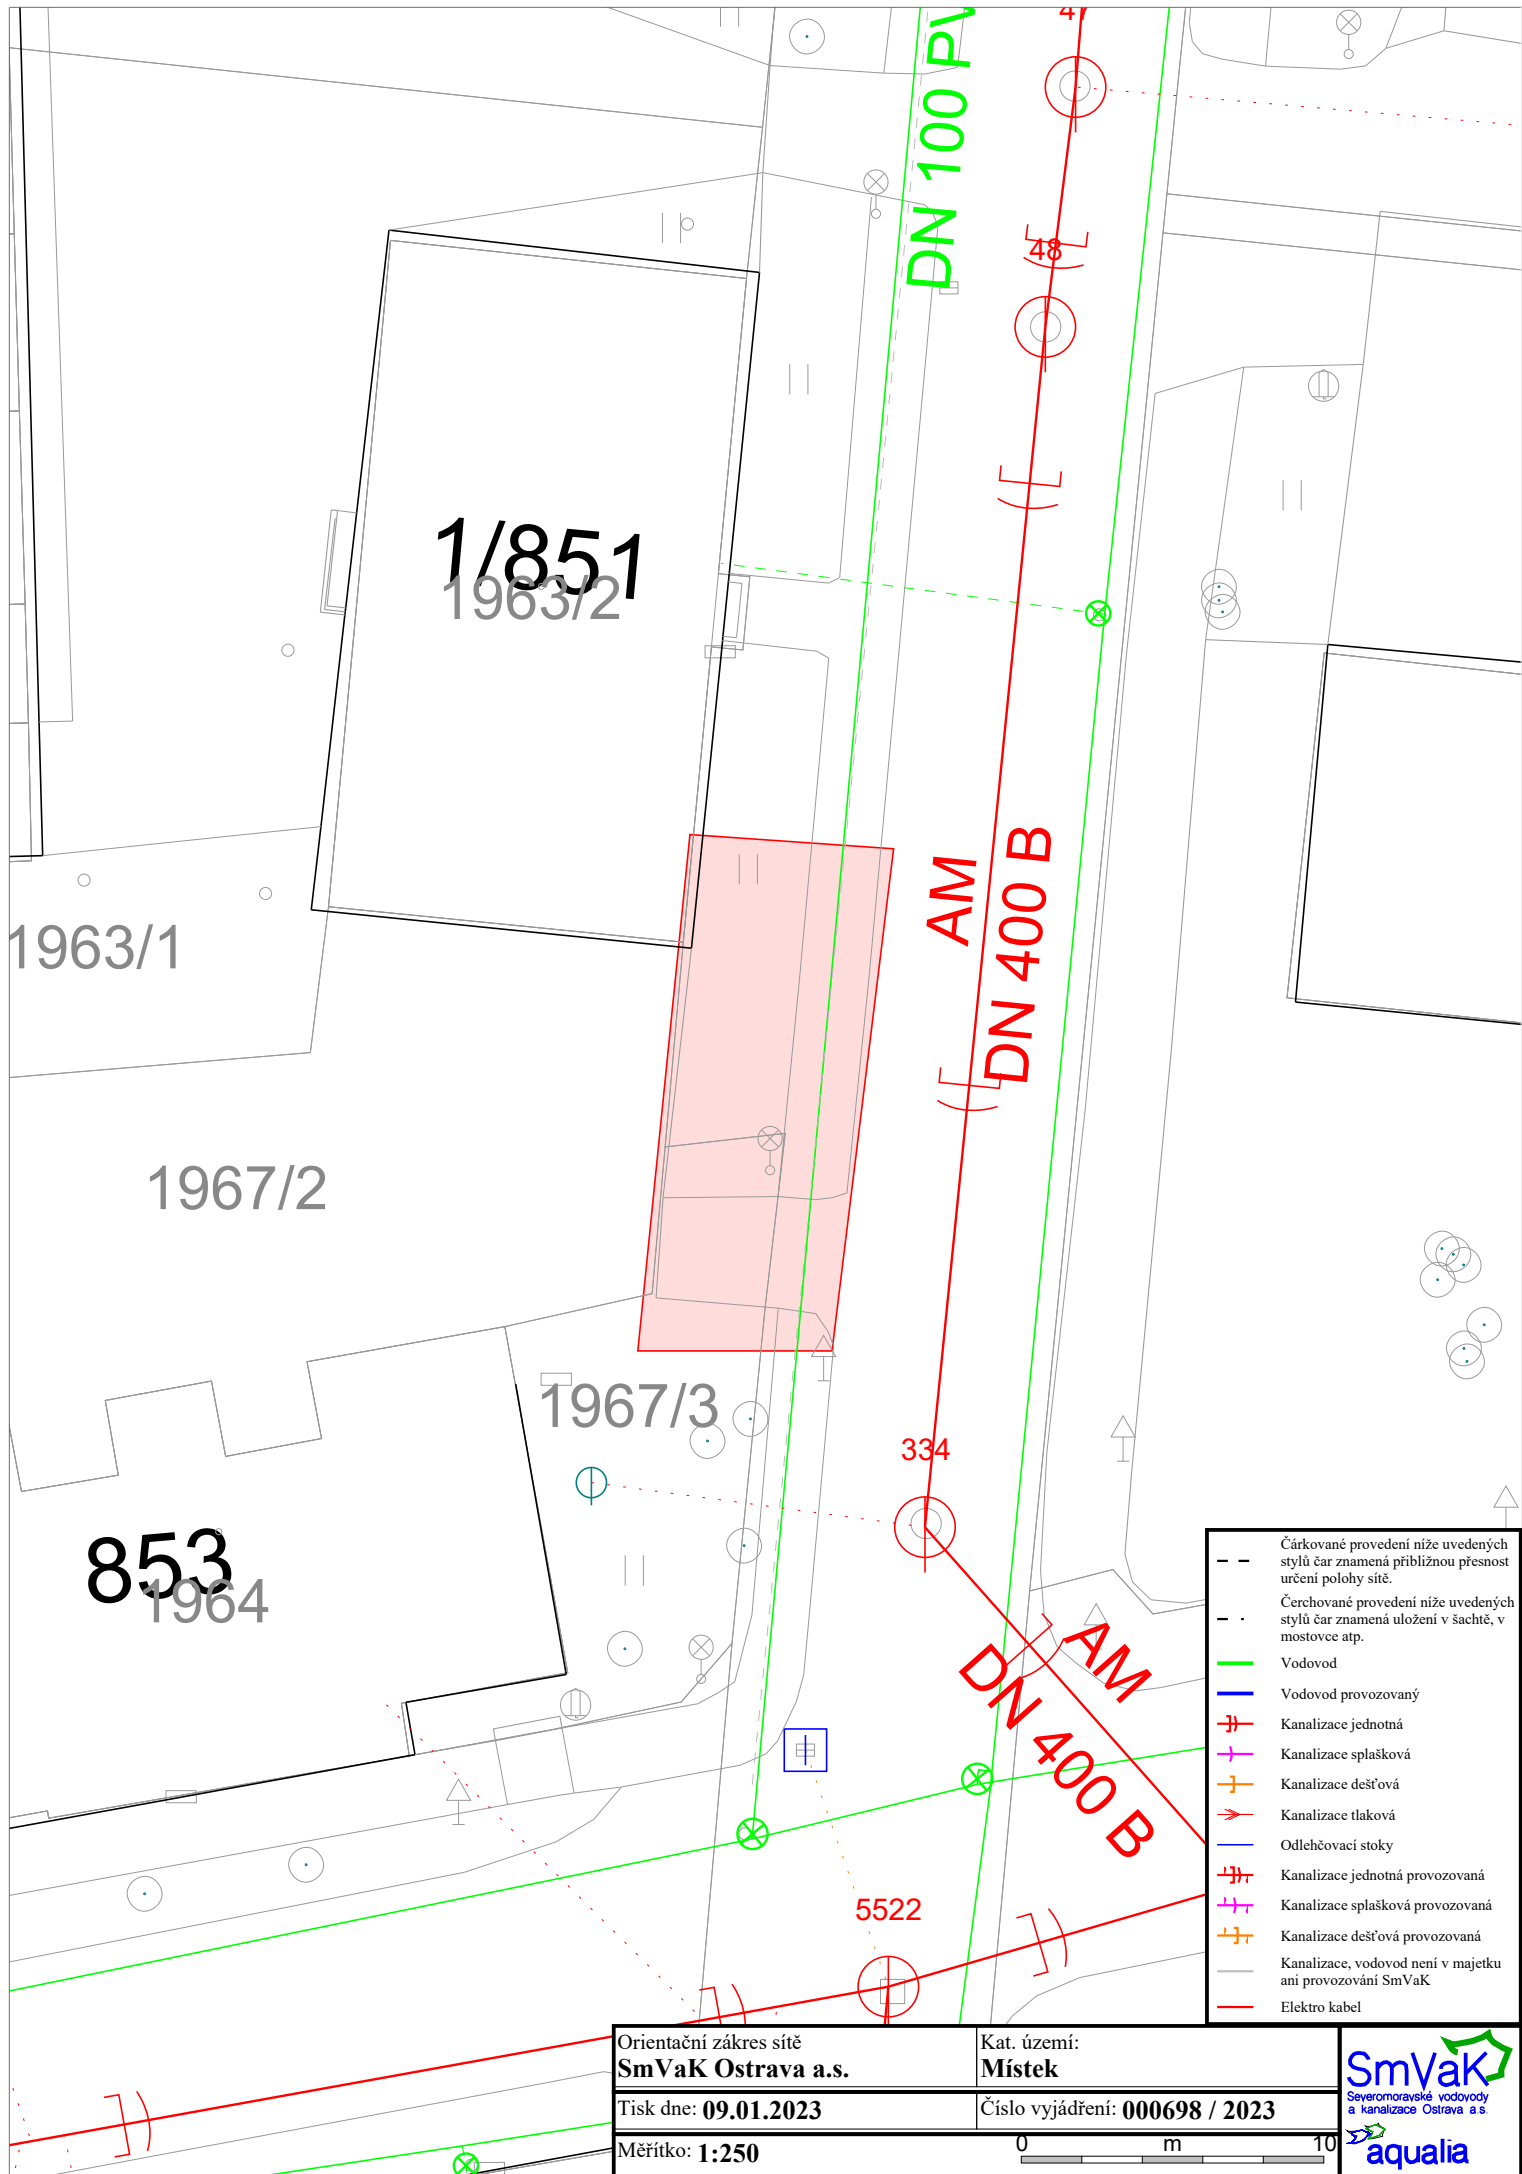 47
DN 100 PV
48
1/851
1963/2
AM
DN 400 B
1963/1
1967/2
1967/3
334
853
1964
AM
DN 400 B
5522
Čárkované provedení níže uvedených
stylů čar znamená přibližnou přesnost
určení polohy sítě.
Čerchované provedení níže uvedených
stylů čar znamená uložení v šachtě, v
mostovce atp.
Vodovod
Vodovod provozovaný
Kanalizace jednotná
Kanalizace splašková
Kanalizace dešťová
Kanalizace tlaková
Odlehčovací stoky
Kanalizace jednotná provozovaná
Kanalizace splašková provozovaná
Kanalizace dešťová provozovaná
Kanalizace, vodovod není v majetku
ani provozování SmVaK
Elektro kabel
Orientační zákres sítě
SmVaK Ostrava a.s.
Kat. území:
Místek
Tisk dne: 09.01.2023
Číslo vyjádření: 000698 / 2023
Měřítko: 1:250
0 m 10
SmVaK
Severomoravské vodovody
a kanalizace Ostrava a.s.
aqualia